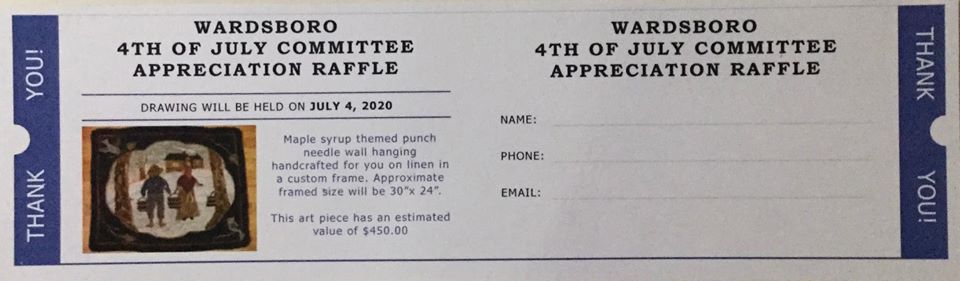 THANK YOU!
WARDSBORO
4TH OF JULY COMMITTEE
APPRECIATION RAFFLE
DRAWING WILL BE HELD ON JULY 4, 2020
Maple syrup themed punch
needle wall hanging
handcrafted for you on linen in
a custom frame. Approximate
framed size will be 30”x 24”.
This art piece has an estimated
value of $450.00
WARDSBORO
4TH OF JULY COMMITTEE
APPRECIATION RAFFLE
NAME:
PHONE:
EMAIL:
THANK YOU!